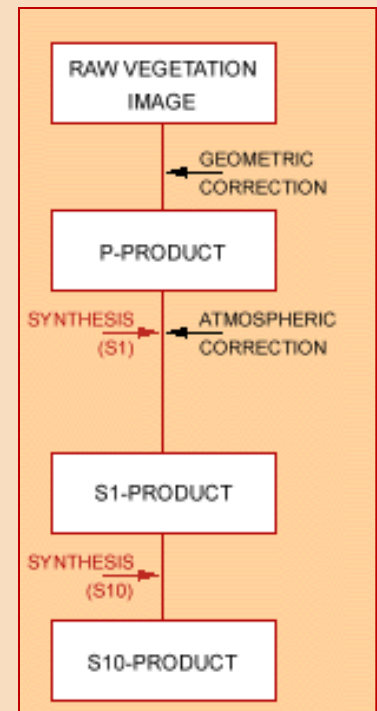 RAW VEGETATION
IMAGE
GEOMETRIC
CORRECTION
P-PRODUCT
SYNTHESIS
(S1)
ATMOSPHERIC
CORRECTION
S1-PRODUCT
SYNTHESIS
(S10)
S10-PRODUCT